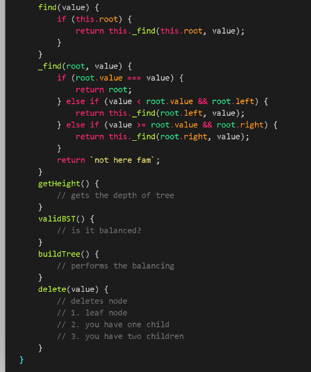 find(value) {
if (this.root) {
return this._find(this.root, value);
}
}
_find(root, value) {
if (root.value === value) {
return root;
} else if (value < root.value && root.left) {
return this._find(root.left, value);
} else if (value >= root.value && root.right) {
return this._find(root.right, value);
}
return `not here fam`;
}
getHeight() {
// gets the depth of tree
}
validBST() {
// is it balanced?
}
buildTree() {
// performs the balancing
}
delete(value) {
// deletes node
// 1. leaf node
// 2. you have one child
// 3. you have two children
}
}